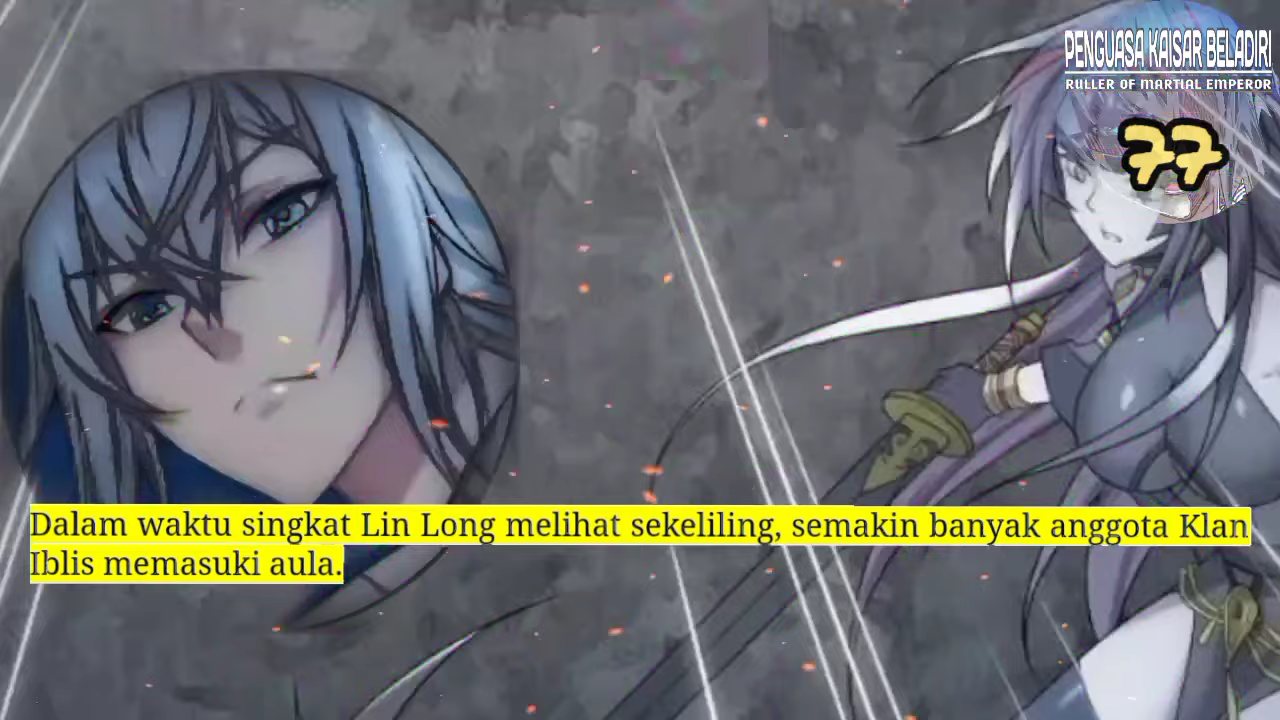 PENGUASA KAISAR BELADIRI
RULLER OF MARTIAL EMPEROR
77
Dalam waktu singkat Lin Long melihat sekeliling, semakin banyak anggota Klan
Iblis memasuki aula.